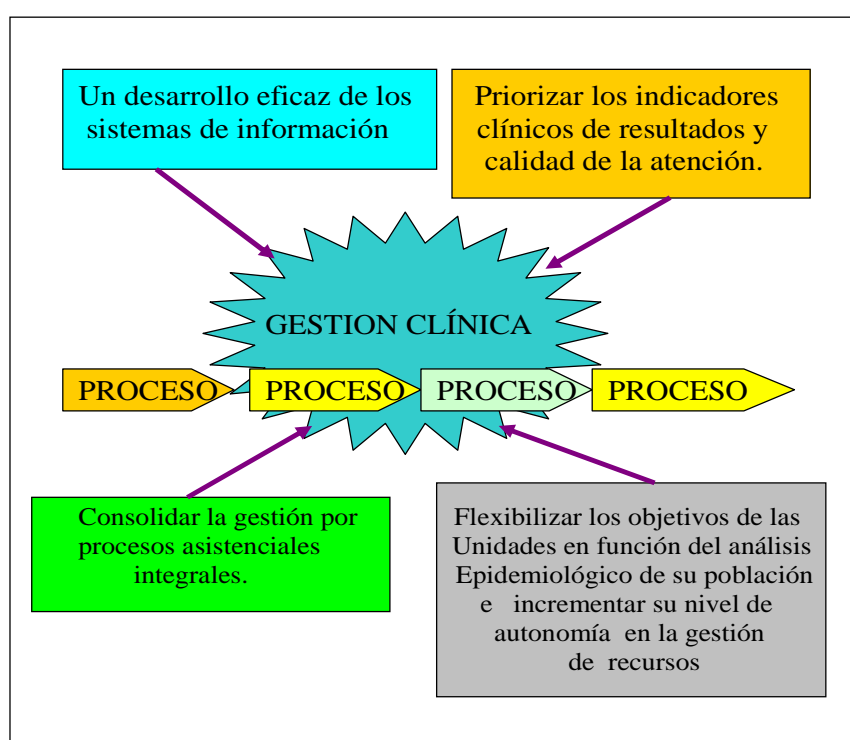 Un desarrollo eficaz de los
sistemas de información
Priorizar los indicadores
clínicos de resultados y
calidad de la atención.
GESTION CLÍNICA
PROCESO PROCESO PROCESO PROCESO
Consolidar la gestión por
procesos asistenciales
integrales.
Flexibilizar los objetivos de las
Unidades en función del análisis
Epidemiológico de su población
e incrementar su nivel de
autonomía en la gestión
de recursos